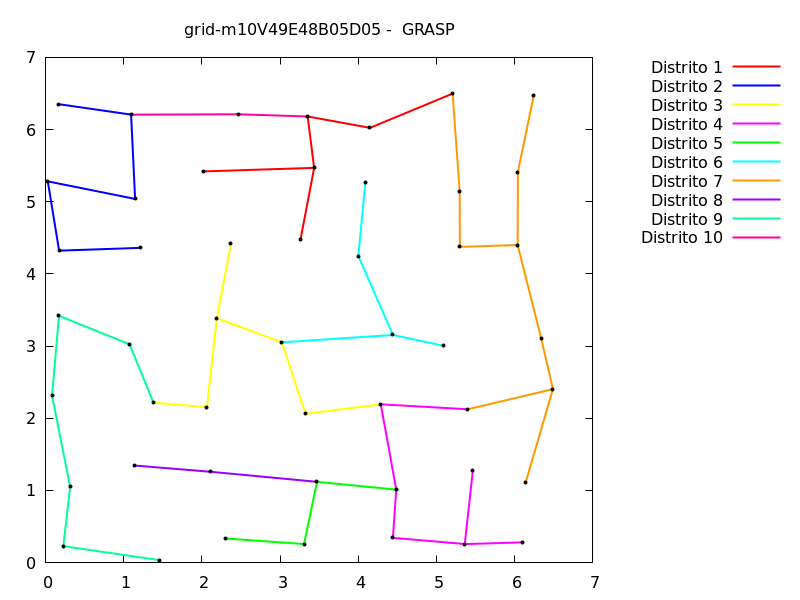 grid-m10V49E48B05D05 -  GRASP
Distrito 1
Distrito 2
Distrito 3
Distrito 4
Distrito 5
Distrito 6
Distrito 7
Distrito 8
Distrito 9
Distrito 10
7
6
5
4
3
2
1
0
0 1 2 3 4 5 6 7